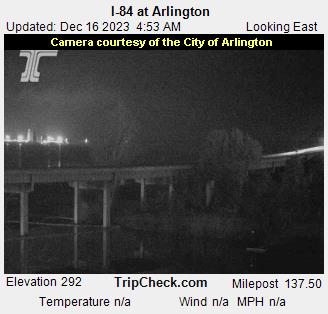 I-84 at Arlington
Updated: Dec 16 2023 4:53 AM Looking East
Camera courtesy of the City of Arlington
Elevation 292 TripCheck.com Milepost 137.50
Temperature n/a Wind n/a MPH n/a